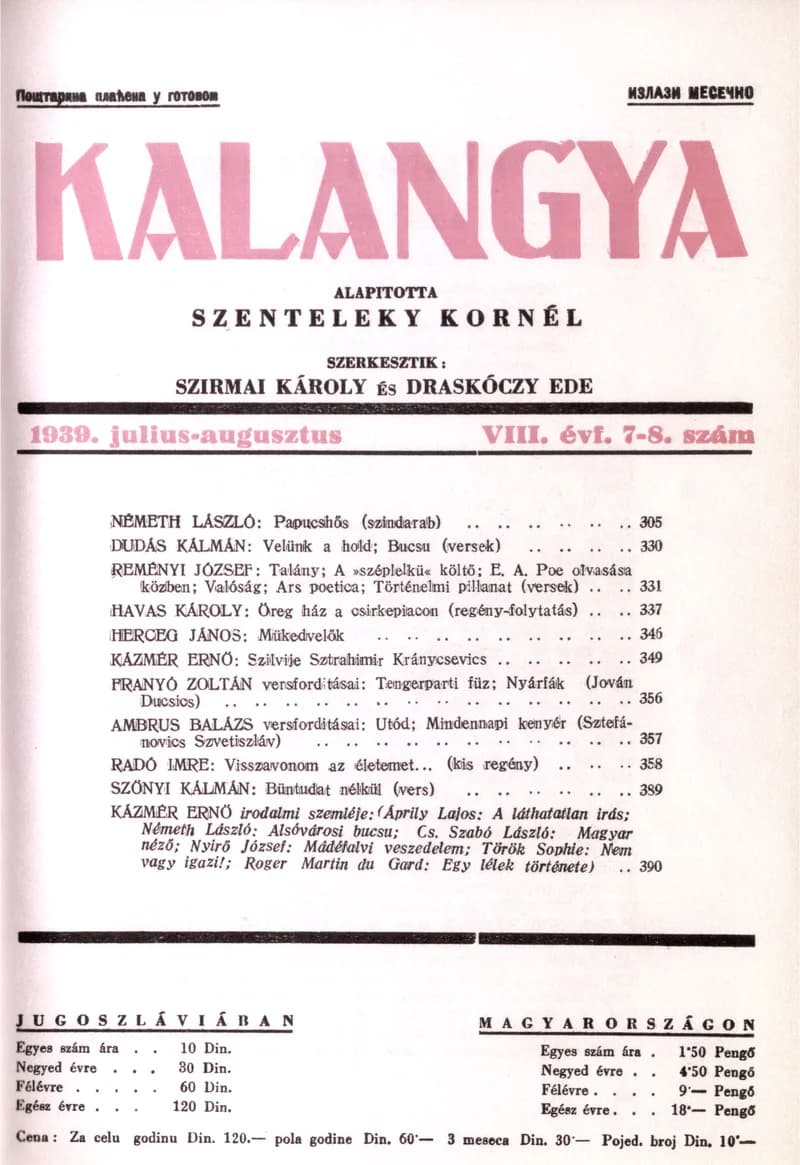 Поштарина плаћена у готовом
ИЗЛАЗИ МЕСЕЧНО
KALANGYA
ALAPITOTTA
SZENTELEKY KORNÉL
SZERKESZTIK:
SZIRMAI KÁROLY és DRASKÓCZY EDE
1939. julius-augusztus VIII. évf. 7-8. szám
NÉMETH LÁSZLÓ: Papucshős (szindarab) .. .. .. .. .. .. 305
DUDÁS KÁLMÁN: Velünk a hold; Bucsu (versek) .. .. .. .. 330
REMÉNYI JÓZSEF: Talány; A »széplelkü« költő; E. A. Poe olvasása
közben; Valóság; Ars poetica; Történelmi pillanat (versek) .. .. 331
HAVAS KÁROLY: Öreg ház a csirkepiacon (regény-folytatás) .. .. 337
HERCEG JÁNOS: Mükedvelők .. .. .. .. .. .. .. .. .. 346
KÁZMÉR ERNŐ: Szilvije Sztrahimir Kránycsevics .. .. .. .. .. 349
FRANYÓ ZOLTÁN versforditásai: Tengerparti füz; Nyárfák (Jován
Ducsics) .. .. .. .. .. .. .. .. .. .. .. .. .. .. 356
AMBRUS BALÁZS versforditásai: Utód; Mindennapi kenyér (Sztefá-
novics Szvetiszláv) .. .. .. .. .. .. .. .. .. .. .. 357
RADÓ IMRE: Visszavonom az életemet... (kis regény) .. .. .. 358
SZŐNYI KÁLMÁN: Büntudat nélkül (vers) .. .. .. .. .. .. 389
KÁZMÉR ERNŐ irodalmi szemléje: (Áprily Lajos: A láthatatlan irás;
Németh László: Alsóvárosi bucsu; Cs. Szabó László: Magyar
néző; Nyirő József: Mádéfalvi veszedelem; Török Sophie: Nem
vagy igazi!; Roger Martin du Gard: Egy lélek története) .. 390
JUGOSZLÁVIÁBAN
Egyes szám ára . . 10 Din.
Negyed évre . . . 30 Din.
Félévre . . . . . 60 Din.
Egész évre . . . 120 Din.
MAGYARORSZÁGON
Egyes szám ára . 1·50 Pengő
Negyed évre . . 4·50 Pengő
Félévre . . . . 9·— Pengő
Egész évre . . . 18·— Pengő
Cena: Za celu godinu Din. 120.— pola godine Din. 60·— 3 meseca Din. 30·— Pojed. broj Din. 10·—